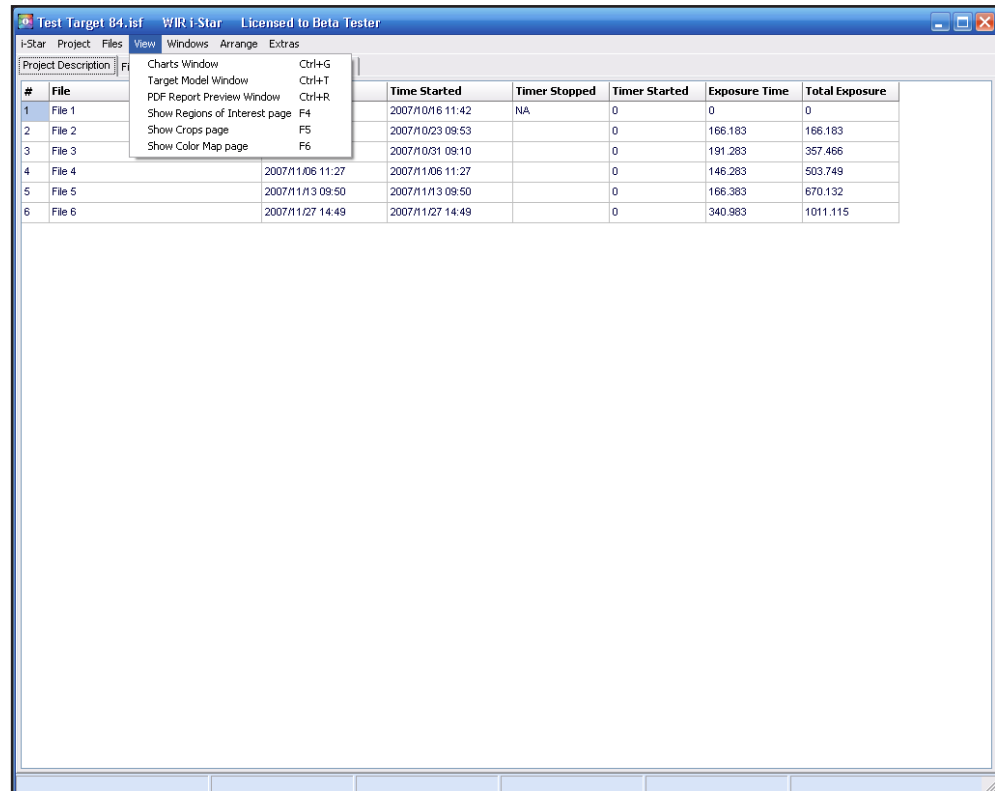 Test Target 84.isf WIR i-Star Licensed to Beta Tester
i-Star Project Files View Windows Arrange Extras
Project Description Fi
Charts Window Ctrl+G
Target Model Window Ctrl+T
PDF Report Preview Window Ctrl+R
Show Regions of Interest page F4
Show Crops page F5
Show Color Map page F6
# File Time Started Timer Stopped Timer Started Exposure Time Total Exposure
1 File 1 2007/10/16 11:42 NA 0 0 0
2 File 2 2007/10/23 09:53 0 166.183 166.183
3 File 3 2007/10/31 09:10 0 191.283 357.466
4 File 4 2007/11/06 11:27 2007/11/06 11:27 0 146.283 503.749
5 File 5 2007/11/13 09:50 2007/11/13 09:50 0 166.383 670.132
6 File 6 2007/11/27 14:49 2007/11/27 14:49 0 340.983 1011.115